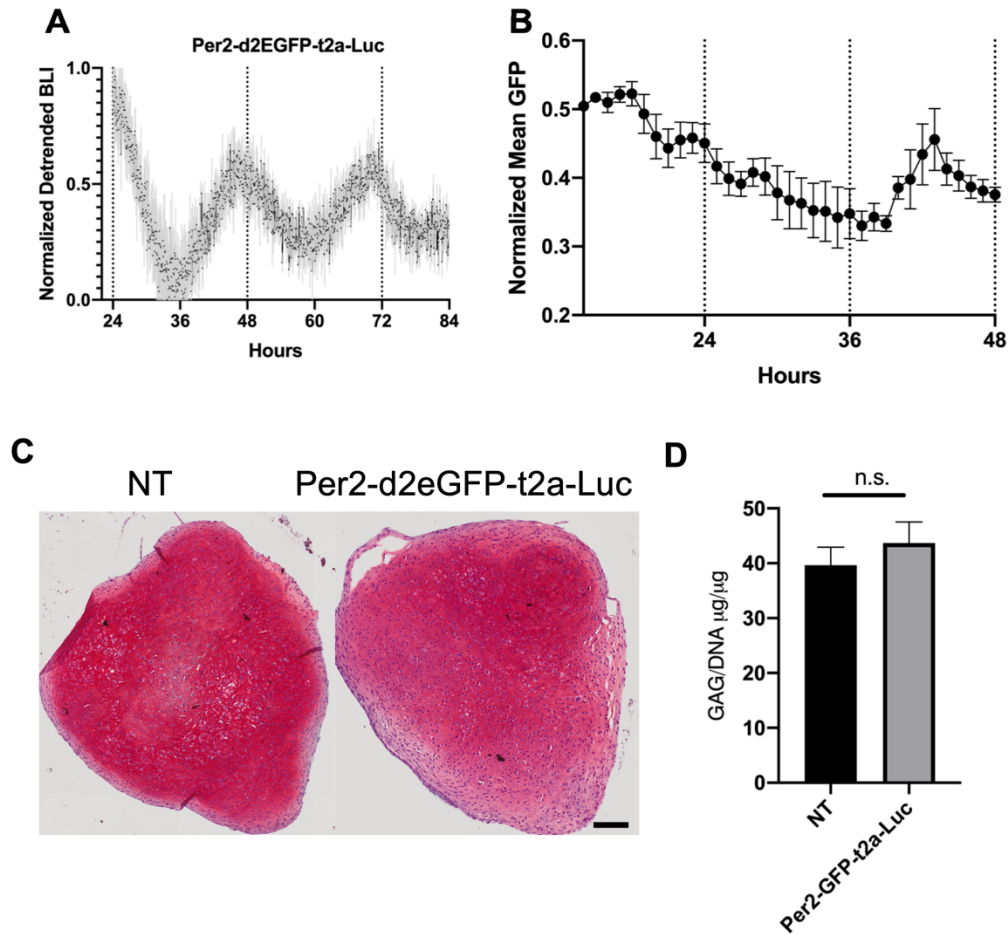 A
Per2-d2EGFP-t2a-Luc
Normalized Detrended BLI
1.0
0.5
0.0
24 36 48 60 72 84
Hours
B
Normalized Mean GFP
0.6
0.5
0.4
0.3
0.2
24 36 48
Hours
C
NT Per2-d2eGFP-t2a-Luc
D
n.s.
GAG/DNA µg/µg
50
40
30
20
10
0
NT
Per2-GFP-t2a-Luc